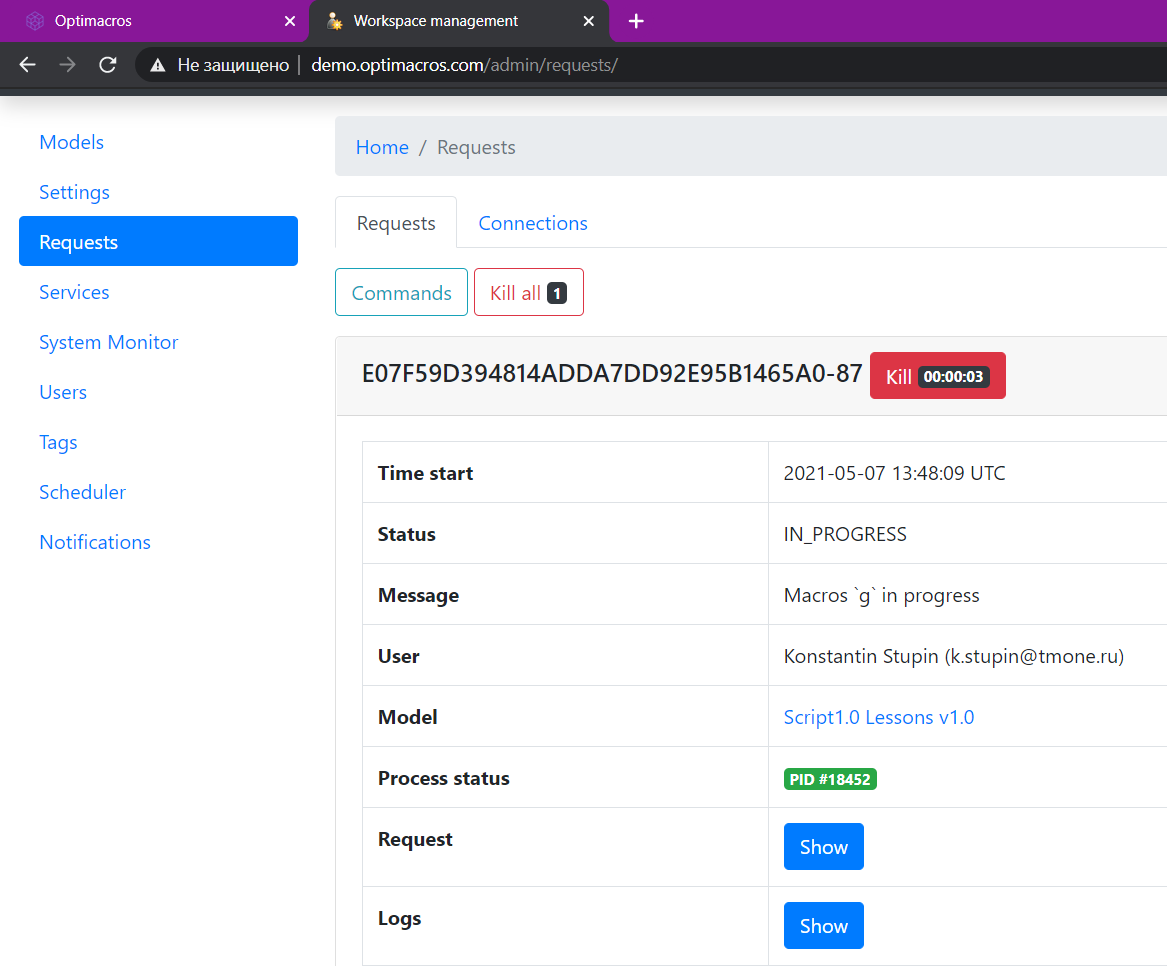 Optimacros
Workspace management
Не защищено | demo.optimacros.com/admin/requests/
Models
Settings
Requests
Services
System Monitor
Users
Tags
Scheduler
Notifications
Home / Requests
Requests Connections
Commands Kill all 1
E07F59D394814ADDA7DD92E95B1465A0-87 Kill 00:00:03
Time start 2021-05-07 13:48:09 UTC
Status IN_PROGRESS
Message Macros `g` in progress
User Konstantin Stupin (k.stupin@tmone.ru)
Model Script1.0 Lessons v1.0
Process status PID #18452
Request Show
Logs Show